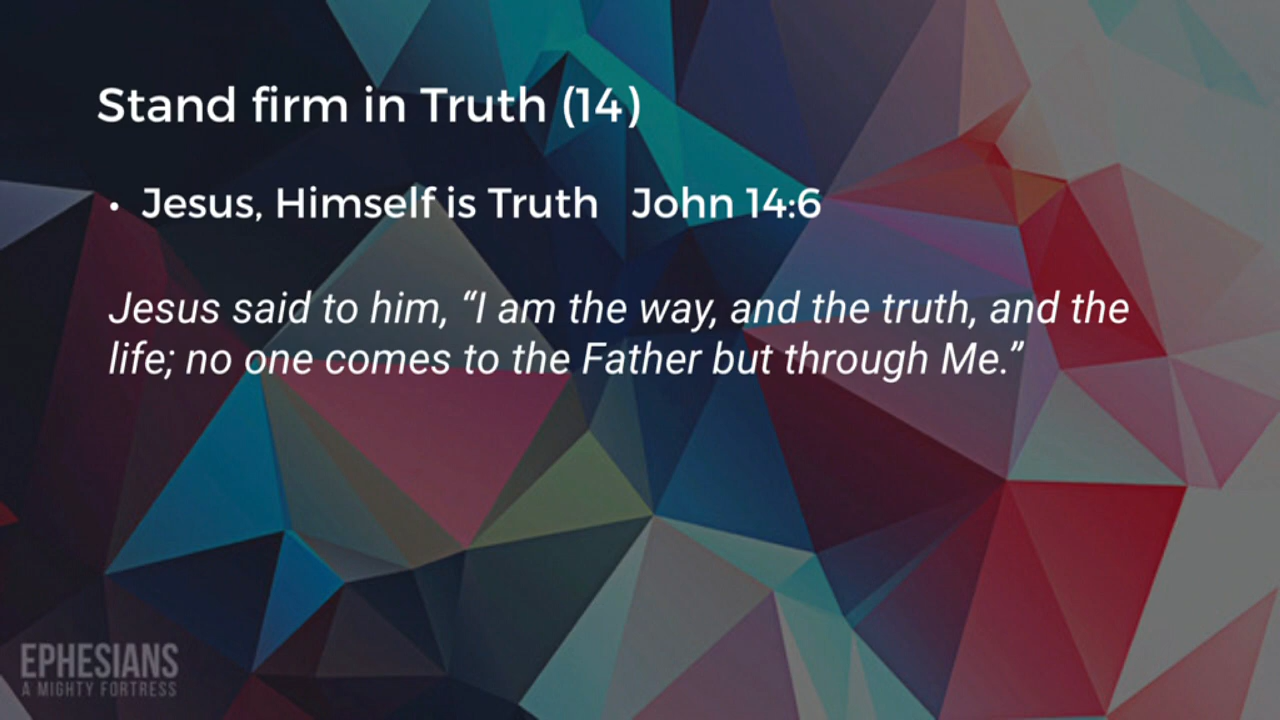 Stand firm in Truth (14)
• Jesus, Himself is Truth   John 14:6
Jesus said to him, “I am the way, and the truth, and the
life; no one comes to the Father but through Me.”
EPHESIANS
A MIGHTY FORTRESS